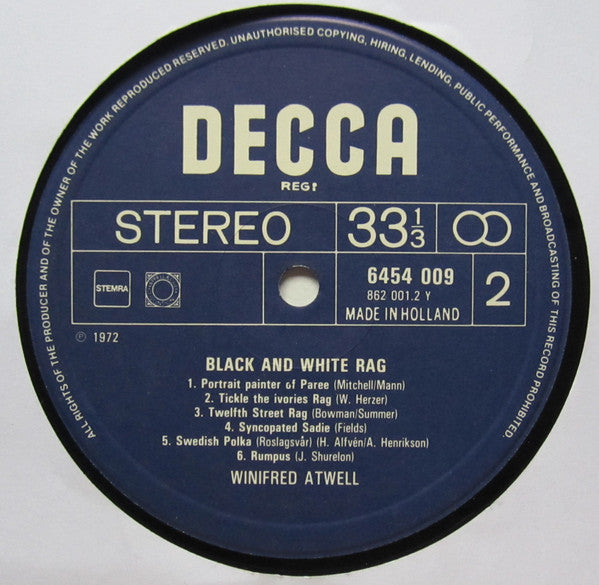 ALL RIGHTS OF THE PRODUCER AND OF THE OWNER OF THE WORK REPRODUCED RESERVED. UNAUTHORISED COPYING, HIRING, LENDING, PUBLIC PERFORMANCE AND BROADCASTING OF THIS RECORD PROHIBITED.
DECCA
REGᵈ
STEREO 33⅓
STEMRA
6454 009
862 001.2 Y
MADE IN HOLLAND
2
℗ 1972
BLACK AND WHITE RAG
1. Portrait painter of Paree (Mitchell/Mann)
2. Tickle the ivories Rag (W. Herzer)
3. Twelfth Street Rag (Bowman/Summer)
4. Syncopated Sadie (Fields)
5. Swedish Polka (Roslagsvår) (H. Alfvén/A. Henrikson)
6. Rumpus (J. Shurelon)
WINIFRED ATWELL